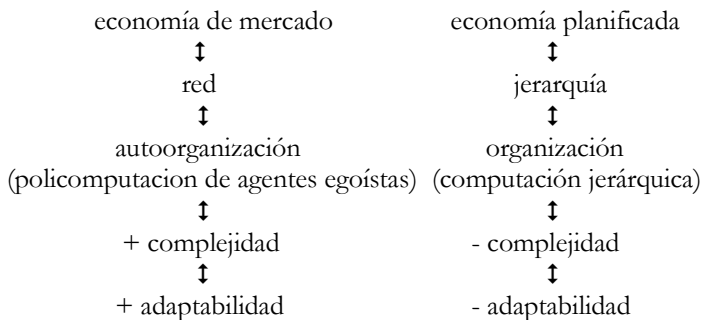 economía de mercado economía planificada
↕ ↕
red jerarquía
↕ ↕
autoorganización organización
(policomputacion de agentes egoístas) (computación jerárquica)
↕ ↕
+ complejidad - complejidad
↕ ↕
+ adaptabilidad - adaptabilidad